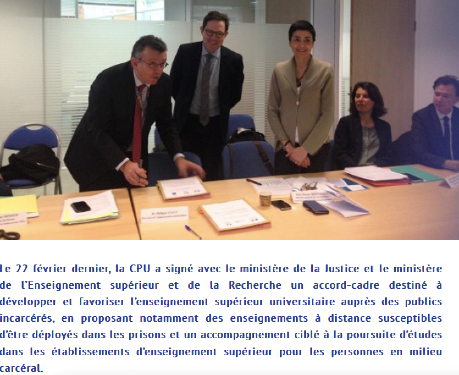 Le 22 février dernier, la CPU a signé avec le ministère de la Justice et le ministère
de l'Enseignement supérieur et de la Recherche un accord-cadre destiné à
développer et favoriser l'enseignement supérieur universitaire auprès des publics
incarcérés, en proposant notamment des enseignements à distance susceptibles
d'être déployés dans les prisons et un accompagnement ciblé à la poursuite d'études
dans les établissements d'enseignement supérieur pour les personnes en milieu
carcéral.